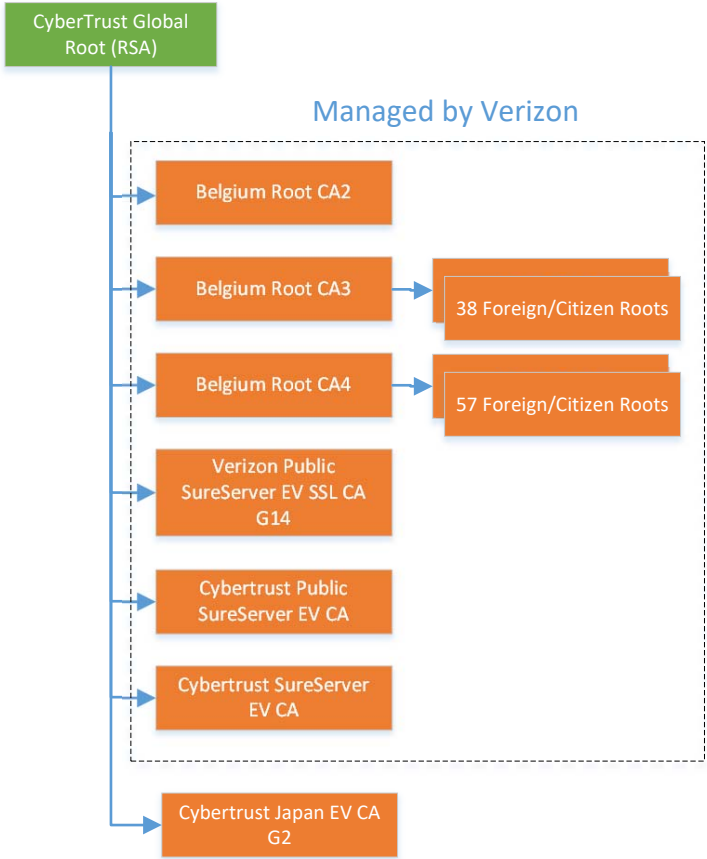 CyberTrust Global
Root (RSA)
Managed by Verizon
Belgium Root CA2
Belgium Root CA3
38 Foreign/Citizen Roots
Belgium Root CA4
57 Foreign/Citizen Roots
Verizon Public
SureServer EV SSL CA
G14
Cybertrust Public
SureServer EV CA
Cybertrust SureServer
EV CA
Cybertrust Japan EV CA
G2